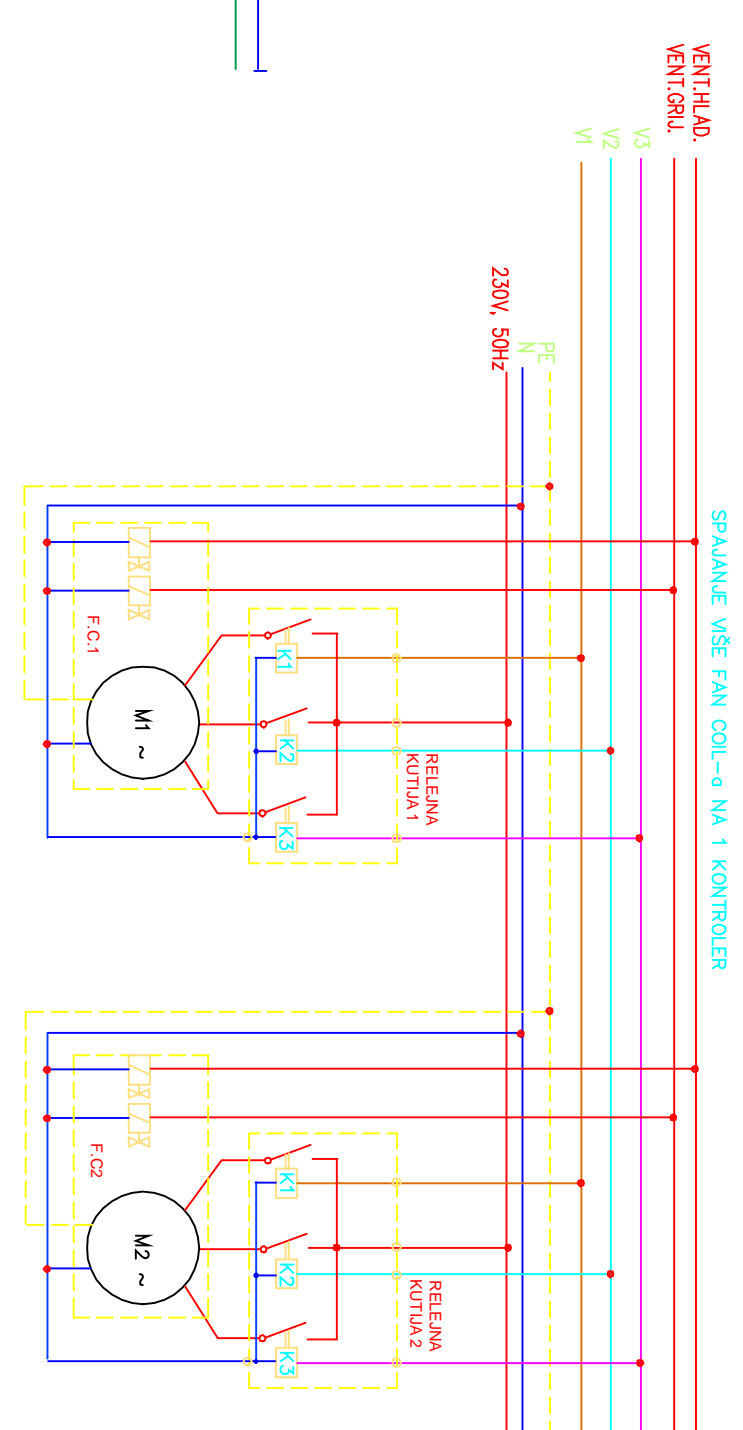 SPAJANJE VIŠE FAN COIL-a NA 1 KONTROLER
VENT.HLAD.
VENT.GRIJ.
V3
V2
V1
PE
N
230V, 50Hz
F.C.1
M1
~
K1
K2
K3
RELEJNA
KUTIJA 1
F.C2
M2
~
K1
K2
K3
RELEJNA
KUTIJA 2